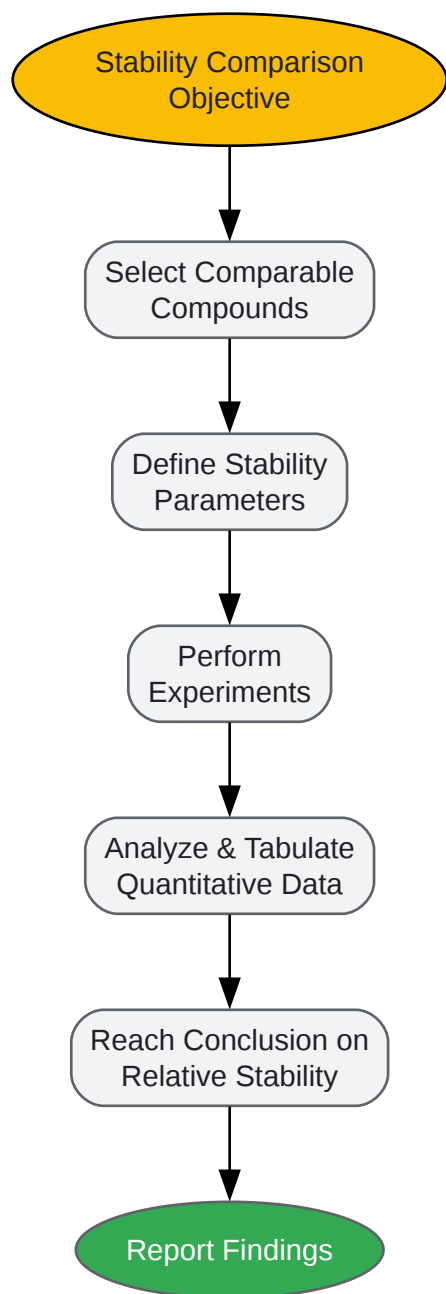 Stability Comparison
Objective
Select Comparable
Compounds
Define Stability
Parameters
Perform
Experiments
Analyze & Tabulate
Quantitative Data
Reach Conclusion on
Relative Stability
Report Findings